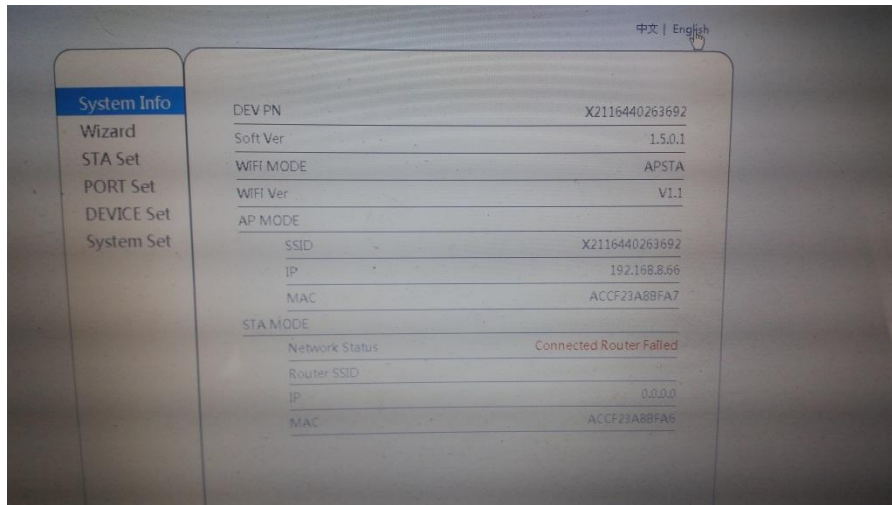 中文 | English
System Info
Wizard
STA Set
PORT Set
DEVICE Set
System Set
DEV PN X2116440263692
Soft Ver 1.5.0.1
WIFI MODE APSTA
WIFI Ver V1.1
AP MODE
SSID X2116440263692
IP 192.168.8.66
MAC ACCF23A8BFA7
STA MODE
Network Status Connected Router Failed
Router SSID
IP 0.0.0.0
MAC ACCF23A8BFA6